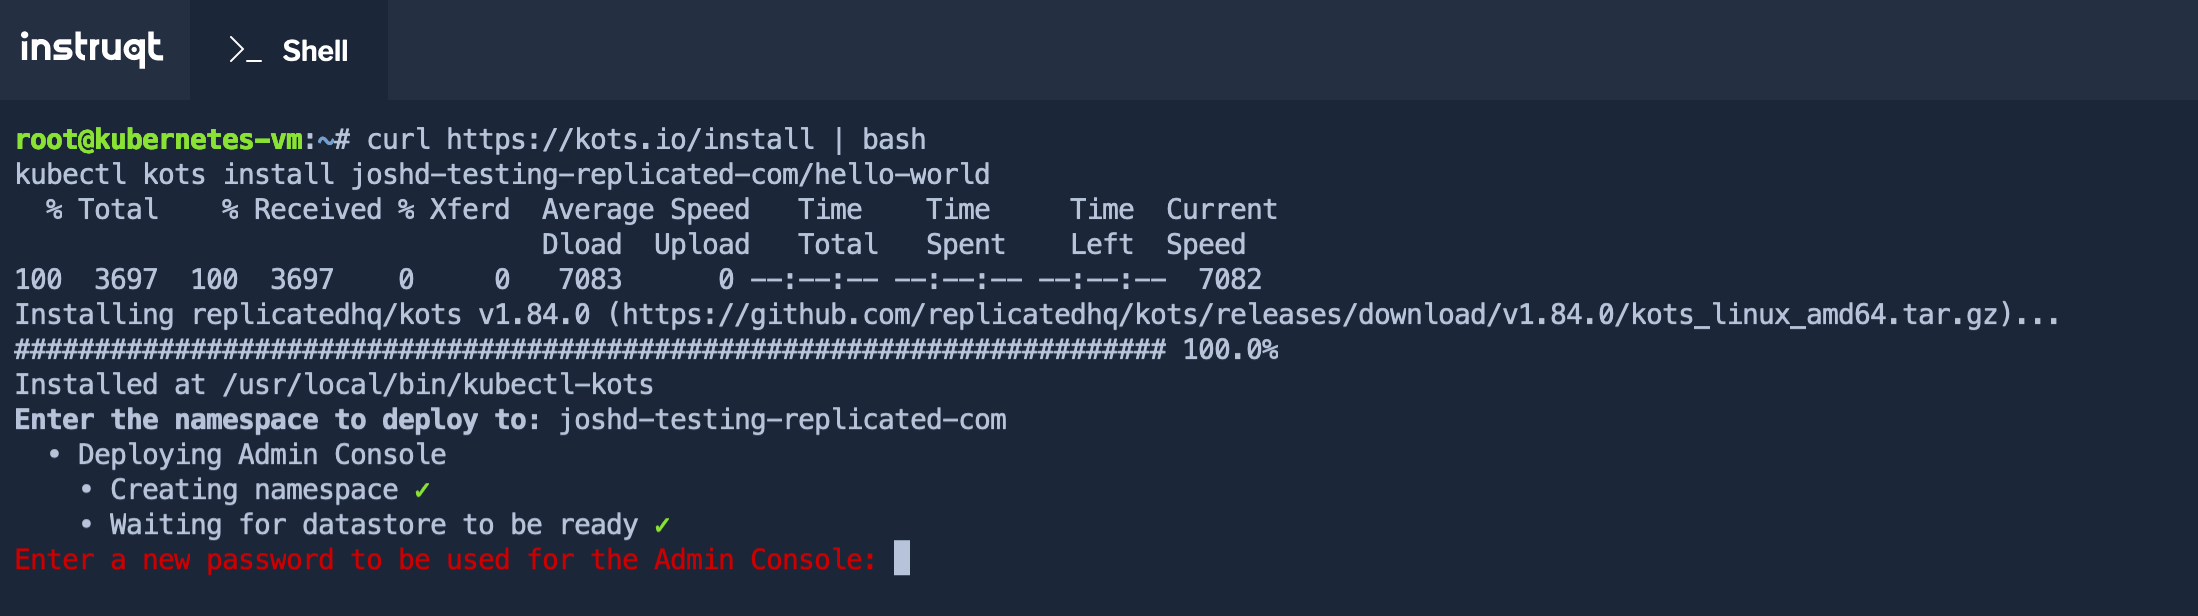 instruqt >_ Shell
root@kubernetes-vm:~# curl https://kots.io/install | bash
kubectl kots install joshd-testing-replicated-com/hello-world
  % Total    % Received % Xferd  Average Speed   Time    Time     Time  Current
                                 Dload  Upload   Total   Spent    Left  Speed
100  3697  100  3697    0     0   7083      0 --:--:-- --:--:-- --:--:--  7082
Installing replicatedhq/kots v1.84.0 (https://github.com/replicatedhq/kots/releases/download/v1.84.0/kots_linux_amd64.tar.gz)...
######################################################################## 100.0%
Installed at /usr/local/bin/kubectl-kots
Enter the namespace to deploy to: joshd-testing-replicated-com
  • Deploying Admin Console
    • Creating namespace ✓
    • Waiting for datastore to be ready ✓
Enter a new password to be used for the Admin Console: